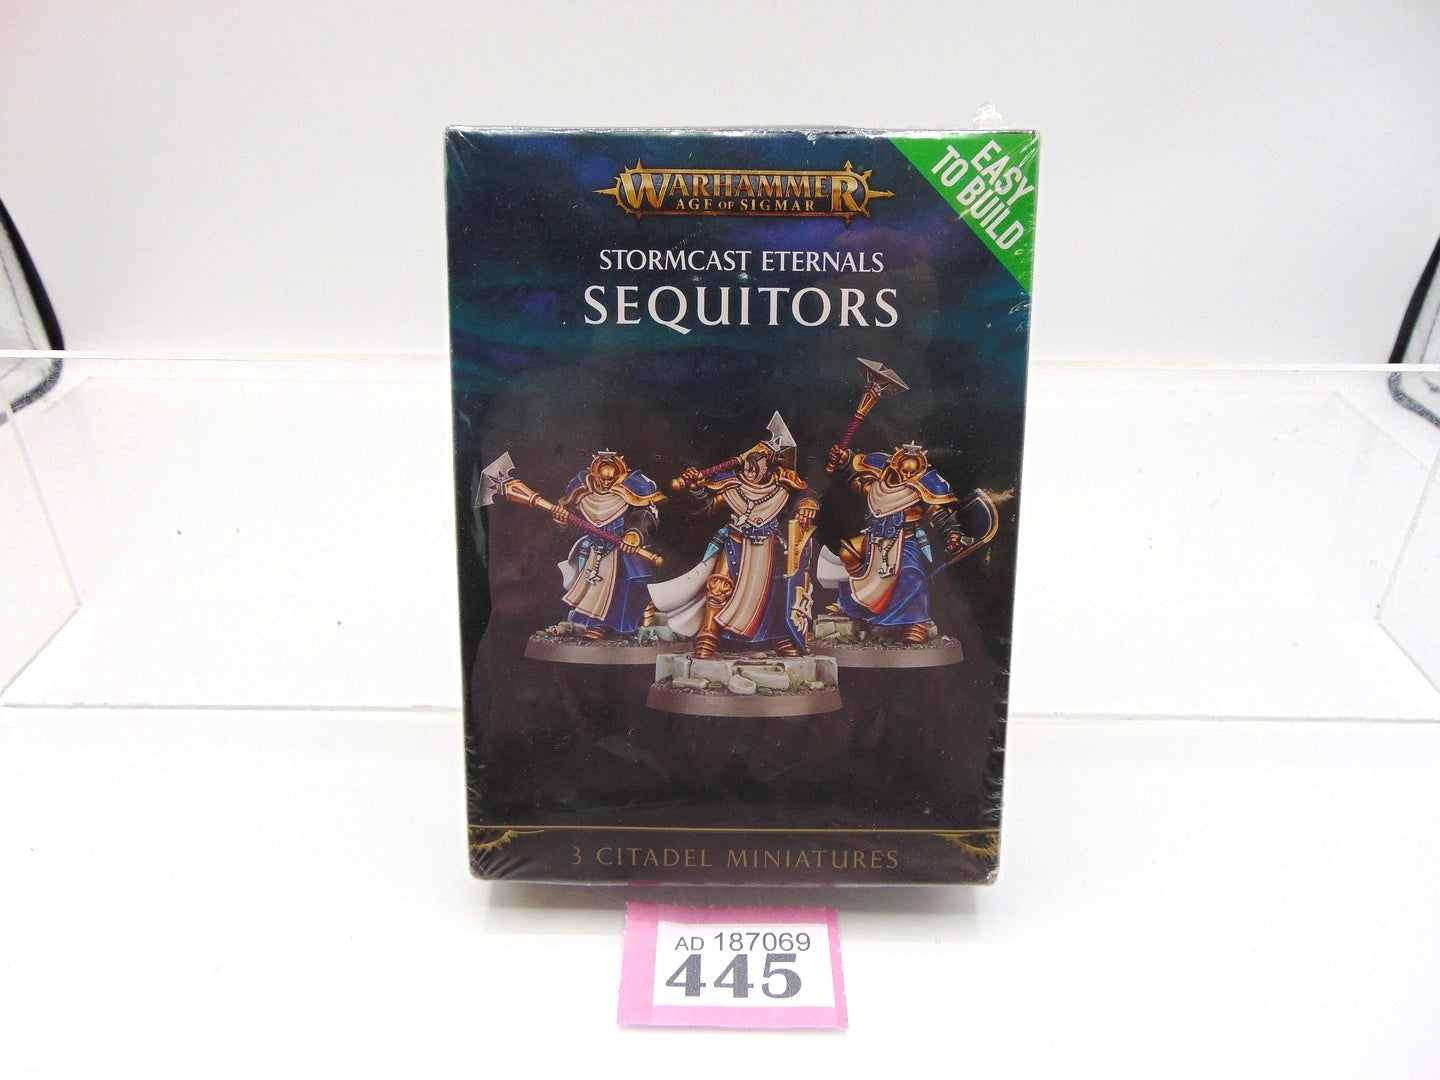 WARHAMMER
AGE OF SIGMAR
EASY
TO BUILD
STORMCAST ETERNALS
SEQUITORS
3 CITADEL MINIATURES
AD 187069
445